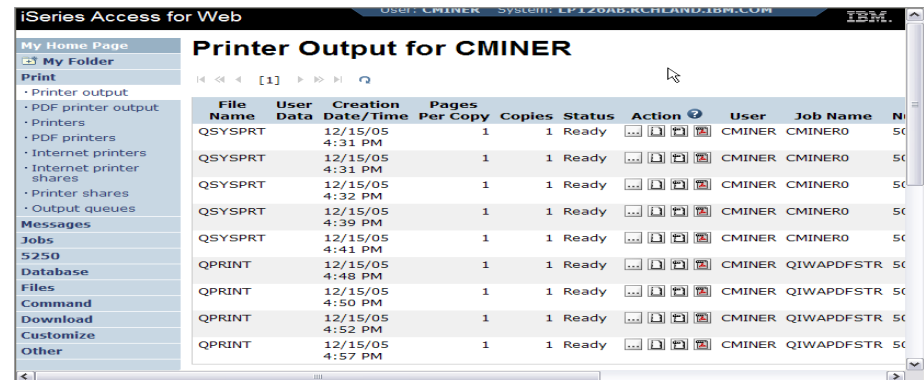 iSeries Access for Web
User: CMINER System: LP126AB.RCHLAND.IBM.COM
IBM.
My Home Page
My Folder
Print
· Printer output
· PDF printer output
· Printers
· PDF printers
· Internet printers
· Internet printer
shares
· Printer shares
· Output queues
Messages
Jobs
5250
Database
Files
Command
Download
Customize
Other
Printer Output for CMINER
[1]
File Name User Data Creation Date/Time Pages Per Copy Copies Status Action ? User Job Name
QSYSPRT 12/15/05 4:31 PM 1 1 Ready ... CMINER CMINER0 50
QSYSPRT 12/15/05 4:31 PM 1 1 Ready ... CMINER CMINER0 50
QSYSPRT 12/15/05 4:32 PM 1 1 Ready ... CMINER CMINER0 50
QSYSPRT 12/15/05 4:39 PM 1 1 Ready ... CMINER CMINER0 50
QSYSPRT 12/15/05 4:41 PM 1 1 Ready ... CMINER CMINER0 50
QPRINT 12/15/05 4:48 PM 1 1 Ready ... CMINER QIWAPDFSTR 50
QPRINT 12/15/05 4:50 PM 1 1 Ready ... CMINER QIWAPDFSTR 50
QPRINT 12/15/05 4:52 PM 1 1 Ready ... CMINER QIWAPDFSTR 50
QPRINT 12/15/05 4:57 PM 1 1 Ready ... CMINER QIWAPDFSTR 50